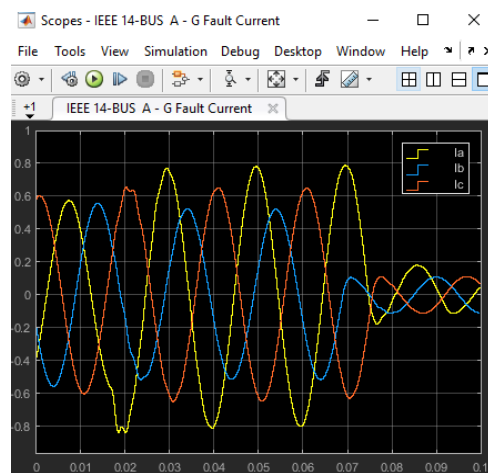 Scopes - IEEE 14-BUS A - G Fault Current
File Tools View Simulation Debug Desktop Window Help
+1 IEEE 14-BUS A - G Fault Current
Ia
Ib
Ic
1
0.8
0.6
0.4
0.2
0
-0.2
-0.4
-0.6
-0.8
0 0.01 0.02 0.03 0.04 0.05 0.06 0.07 0.08 0.09 0.1